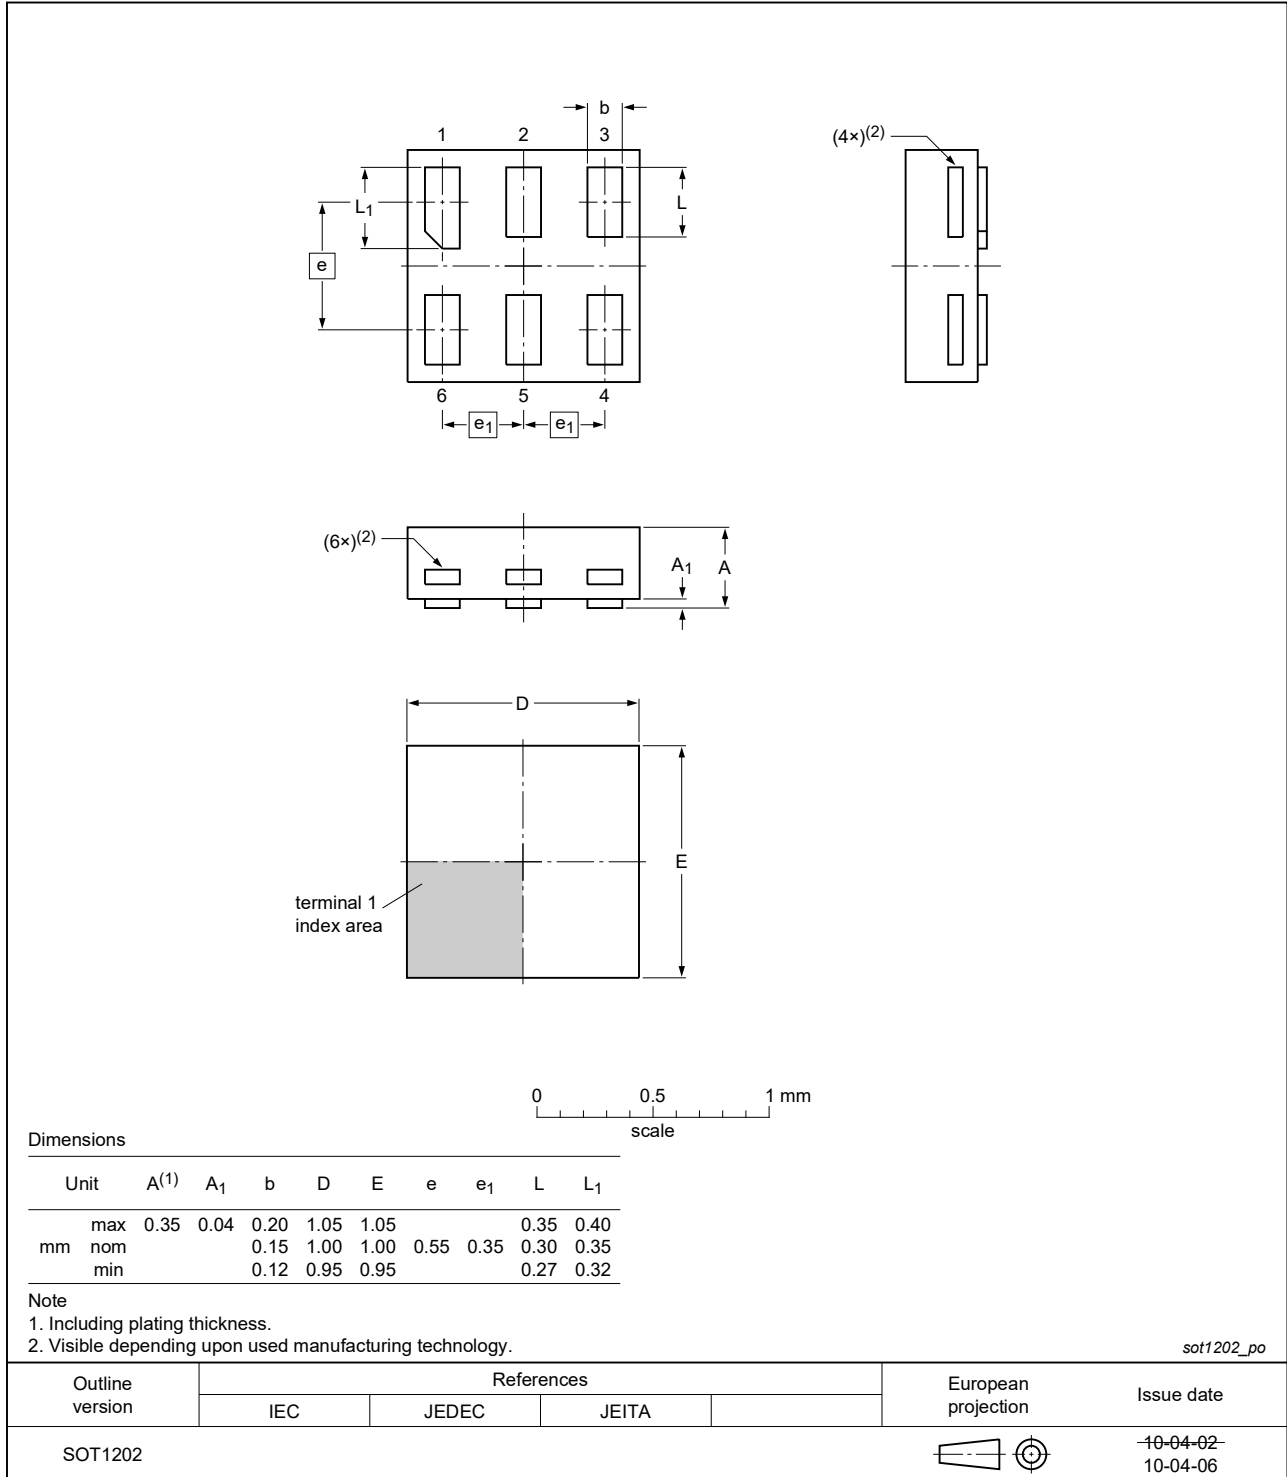 b
1 2 3
(4×)(2)
L1
L
e
6 5 4
e1 e1
(6×)(2)
A1 A
D
E
terminal 1
index area
0 0.5 1 mm
scale
Dimensions
Unit A(1) A1 b D E e e1 L L1
max 0.35 0.04 0.20 1.05 1.05 0.35 0.40
mm nom 0.15 1.00 1.00 0.55 0.35 0.30 0.35
min 0.12 0.95 0.95 0.27 0.32
Note
1. Including plating thickness.
2. Visible depending upon used manufacturing technology.
sot1202_po
Outline
version
References
IEC JEDEC JEITA
European
projection
Issue date
SOT1202
10-04-02
10-04-06